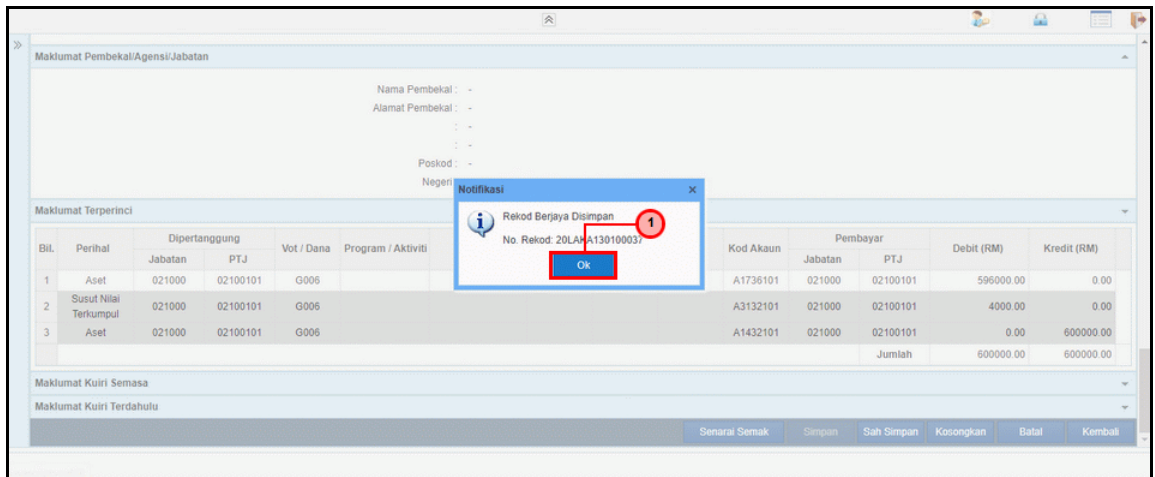 Maklumat Pembekal/Agensi/Jabatan
Nama Pembekal : -
Alamat Pembekal : -
: -
: -
Poskod : -
Negeri
Notifikasi x
Rekod Berjaya Disimpan
1
No. Rekod: 20LAKA130100037
Ok
Maklumat Terperinci
Bil. Perihal Dipertanggung Vot / Dana Program / Aktiviti Kod Akaun Pembayar Debit (RM) Kredit (RM)
Jabatan PTJ Jabatan PTJ
1 Aset 021000 02100101 G006 A1736101 021000 02100101 596000.00 0.00
2 Susut Nilai Terkumpul 021000 02100101 G006 A3132101 021000 02100101 4000.00 0.00
3 Aset 021000 02100101 G006 A1432101 021000 02100101 0.00 600000.00
Jumlah 600000.00 600000.00
Maklumat Kuiri Semasa
Maklumat Kuiri Terdahulu
Senarai Semak Simpan Sah Simpan Kosongkan Batal Kembali